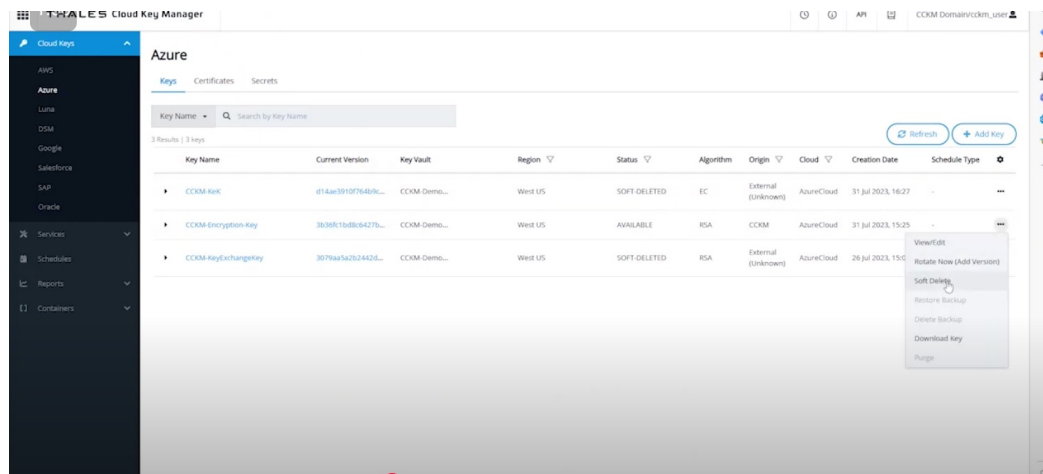 THALES Cloud Key Manager
API
CCKM Domain/cckm_user
Cloud Keys
AWS
Azure
Luna
DSM
Google
Salesforce
SAP
Oracle
Services
Schedules
Reports
Containers
Azure
Keys Certificates Secrets
Key Name Search by Key Name
3 Results | 3 keys
Refresh + Add Key
Key Name Current Version Key Vault Region Status Algorithm Origin Cloud Creation Date Schedule Type
CCKM-KeK d14ae3910f764b9c... CCKM-Demo... West US SOFT-DELETED EC External (Unknown) AzureCloud 31 Jul 2023, 16:27 -
CCKM-Encryption-Key 3b36fc1bd8c6427b... CCKM-Demo... West US AVAILABLE RSA CCKM AzureCloud 31 Jul 2023, 15:25 -
CCKM-KeyExchangeKey 3079aa5a2b2442d... CCKM-Demo... West US SOFT-DELETED RSA External (Unknown) AzureCloud 26 Jul 2023,
View/Edit
Rotate Now (Add Version)
Soft Delete
Restore Backup
Delete Backup
Download Key
Purge